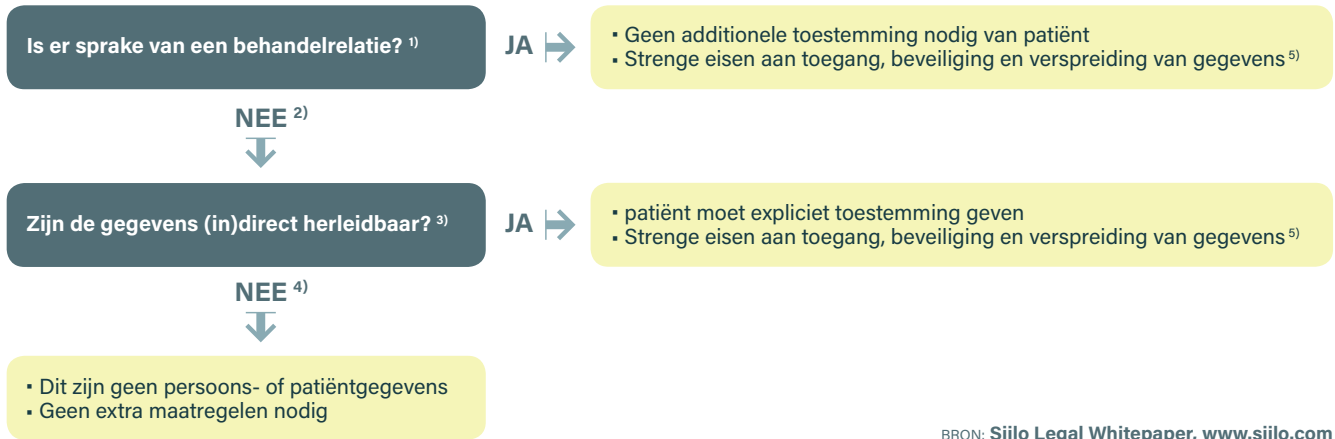 Is er sprake van een behandelrelatie? 1)
JA
▪ Geen additionele toestemming nodig van patiënt
▪ Strenge eisen aan toegang, beveiliging en verspreiding van gegevens 5)
NEE 2)
Zijn de gegevens (in)direct herleidbaar? 3)
JA
▪ patiënt moet expliciet toestemming geven
▪ Strenge eisen aan toegang, beveiliging en verspreiding van gegevens 5)
NEE 4)
▪ Dit zijn geen persoons- of patiëntgegevens
▪ Geen extra maatregelen nodig
BRON: Siilo Legal Whitepaper, www.siilo.com